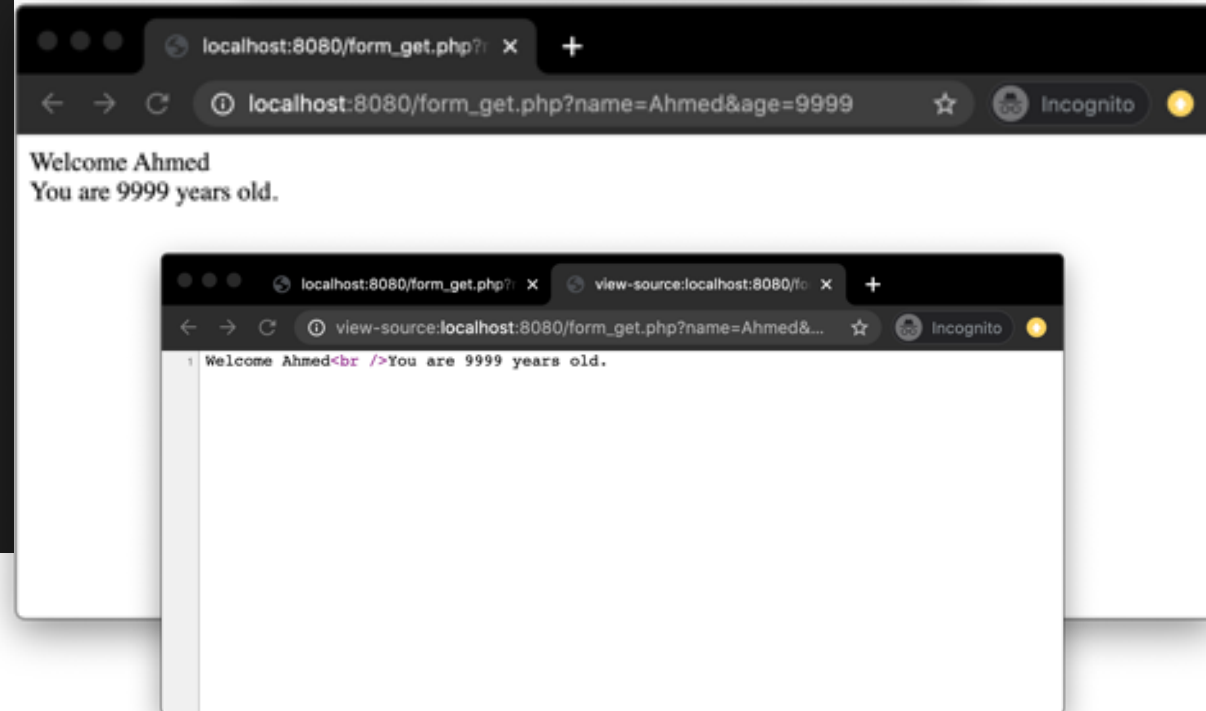 localhost:8080/form_get.php?
localhost:8080/form_get.php?name=Ahmed&age=9999
Incognito
Welcome Ahmed
You are 9999 years old.
localhost:8080/form_get.php?
view-source:localhost:8080/fo
view-source:localhost:8080/form_get.php?name=Ahmed&...
Incognito
1 Welcome Ahmed<br />You are 9999 years old.